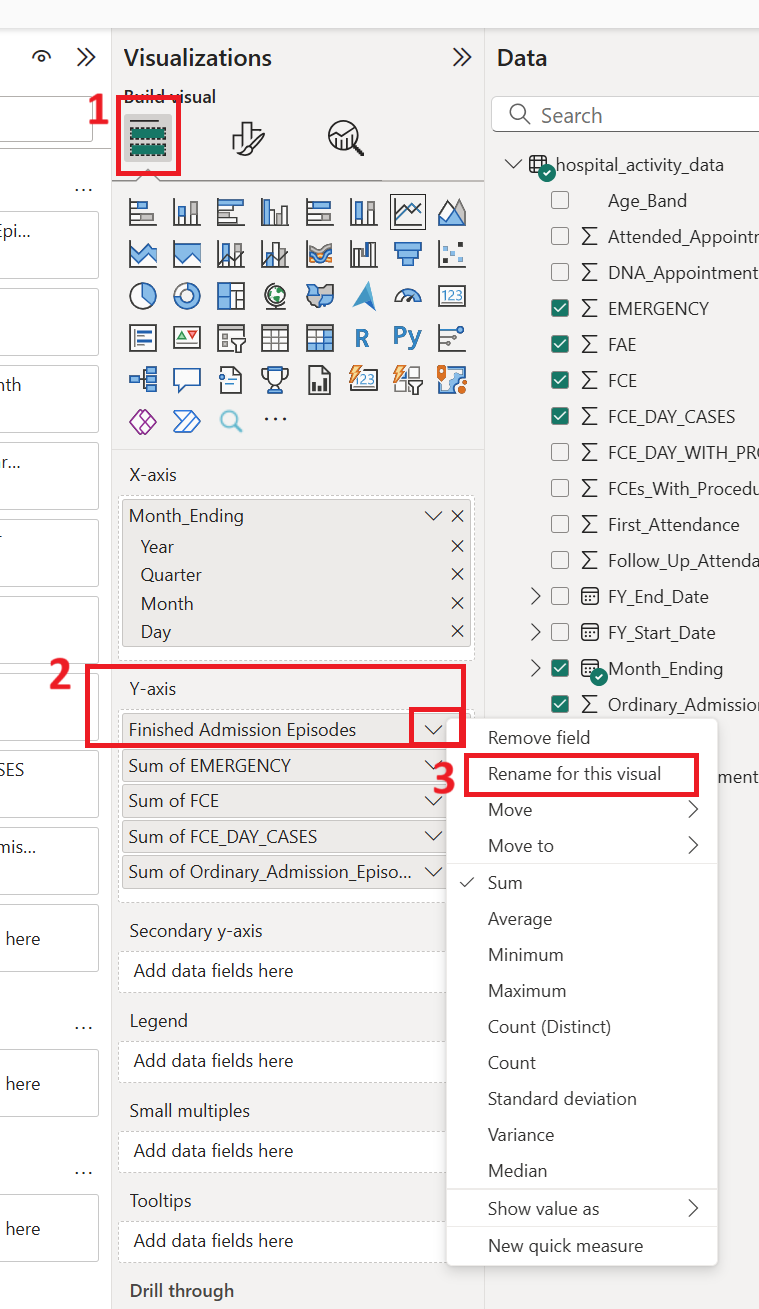 Visualizations
Data
Build visual
1
Search
...
hospital_activity_data
Age_Band
Epi...
Attended_Appointm
DNA_Appointment
EMERGENCY
123
FAE
R
Py
nth
FCE
123
FCE_DAY_CASES
...
FCE_DAY_WITH_PRO
ar...
X-axis
FCEs_With_Procedu
Month_Ending
First_Attendance
Year
Follow_Up_Attenda
Quarter
FY_End_Date
Month
FY_Start_Date
Day
Month_Ending
2
Y-axis
Ordinary_Admission
Finished Admission Episodes
Remove field
SES
Sum of EMERGENCY
3
Rename for this visual
ment
Sum of FCE
Move
Sum of FCE_DAY_CASES
Move to
mis...
Sum of Ordinary_Admission_Episo...
Sum
Average
here
Secondary y-axis
Minimum
Add data fields here
Maximum
...
Legend
Count (Distinct)
Add data fields here
Count
here
Small multiples
Standard deviation
Add data fields here
Variance
...
Median
Tooltips
Show value as
here
Add data fields here
New quick measure
Drill through